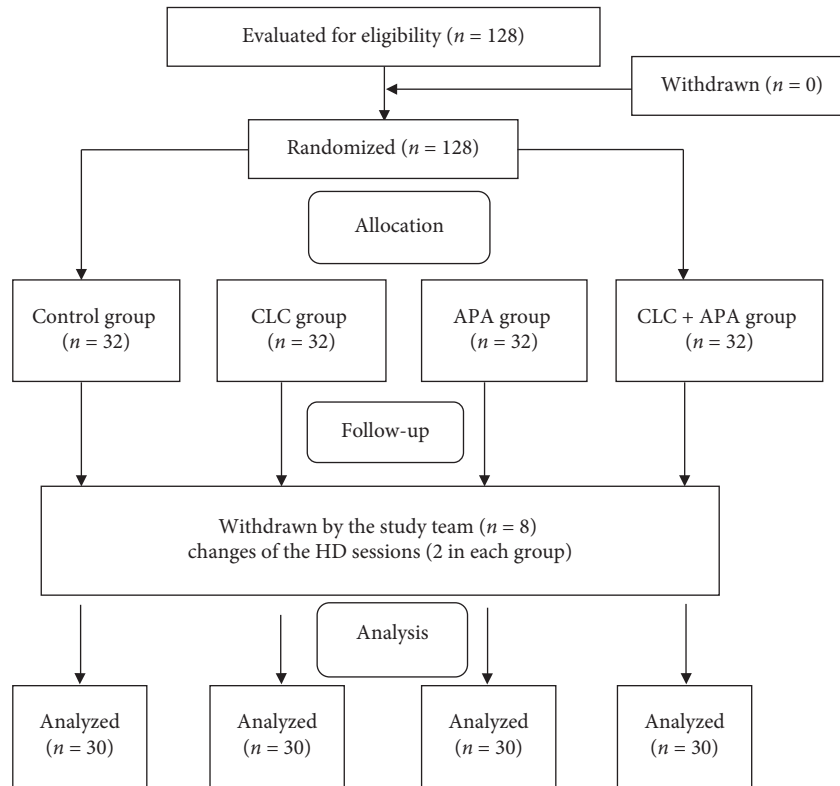 Evaluated for eligibility (n = 128)
Withdrawn (n = 0)
Randomized (n = 128)
Allocation
Control group
(n = 32)
CLC group
(n = 32)
APA group
(n = 32)
CLC + APA group
(n = 32)
Follow-up
Withdrawn by the study team (n = 8)
changes of the HD sessions (2 in each group)
Analysis
Analyzed
(n = 30)
Analyzed
(n = 30)
Analyzed
(n = 30)
Analyzed
(n = 30)